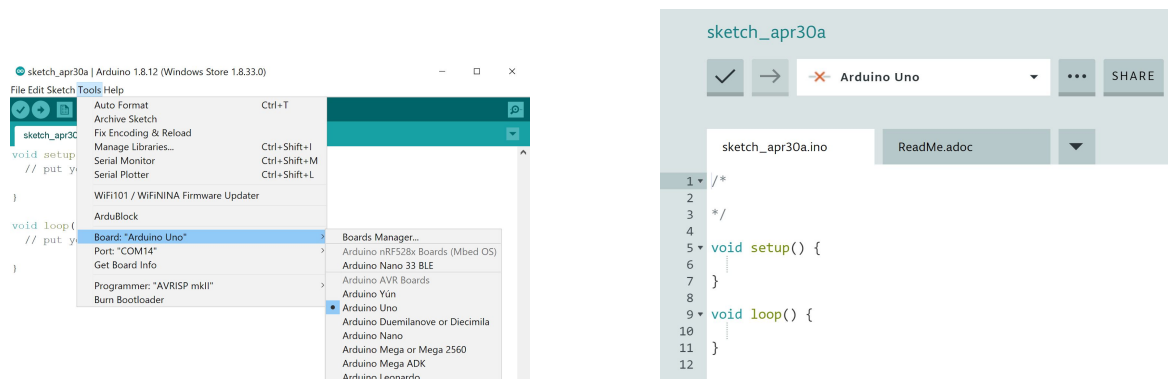 sketch_apr30a | Arduino 1.8.12 (Windows Store 1.8.33.0)
File Edit Sketch Tools Help
sketch_apr30
void setup
// put y
}
void loop(
// put y
}
Auto Format Ctrl+T
Archive Sketch
Fix Encoding & Reload
Manage Libraries... Ctrl+Shift+I
Serial Monitor Ctrl+Shift+M
Serial Plotter Ctrl+Shift+L
WiFi101 / WiFiNINA Firmware Updater
ArduBlock
Board: "Arduino Uno"
Port: "COM14"
Get Board Info
Programmer: "AVRISP mkII"
Burn Bootloader
Boards Manager...
Arduino nRF528x Boards (Mbed OS)
Arduino Nano 33 BLE
Arduino AVR Boards
Arduino Yún
Arduino Uno
Arduino Duemilanove or Diecimila
Arduino Nano
Arduino Mega or Mega 2560
Arduino Mega ADK
Arduino Leonardo
sketch_apr30a
Arduino Uno
SHARE
sketch_apr30a.ino ReadMe.adoc
1 /*
2
3 */
4
5 void setup() {
6
7 }
8
9 void loop() {
10
11 }
12